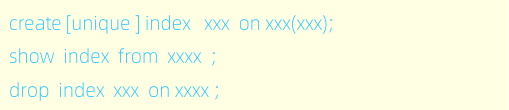 create [unique ] index xxx on xxx(xxx);
show index from xxxx ;
drop index xxx on xxxx ;